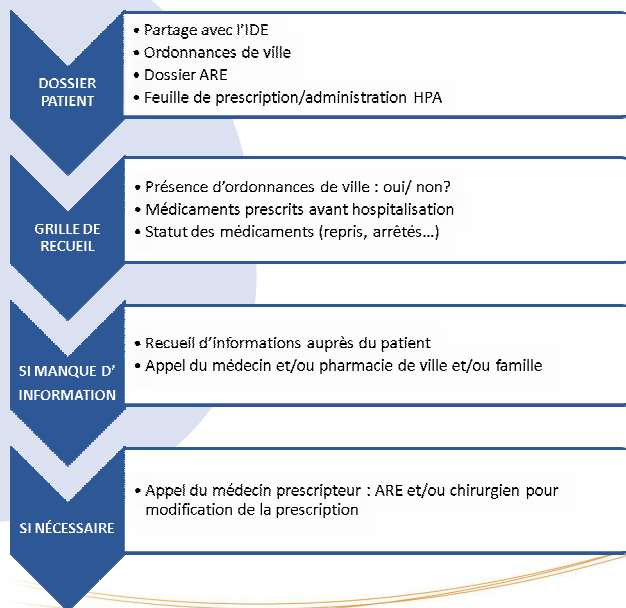 DOSSIER
PATIENT
• Partage avec l'IDE
• Ordonnances de ville
• Dossier ARE
• Feuille de prescription/administration HPA
GRILLE DE
RECUEIL
• Présence d'ordonnances de ville : oui/ non?
• Médicaments prescrits avant hospitalisation
• Statut des médicaments (repris, arrêtés...)
SI MANQUE D'
INFORMATION
• Recueil d'informations auprès du patient
• Appel du médecin et/ou pharmacie de ville et/ou famille
SI NÉCESSAIRE
• Appel du médecin prescripteur : ARE et/ou chirurgien pour
modification de la prescription